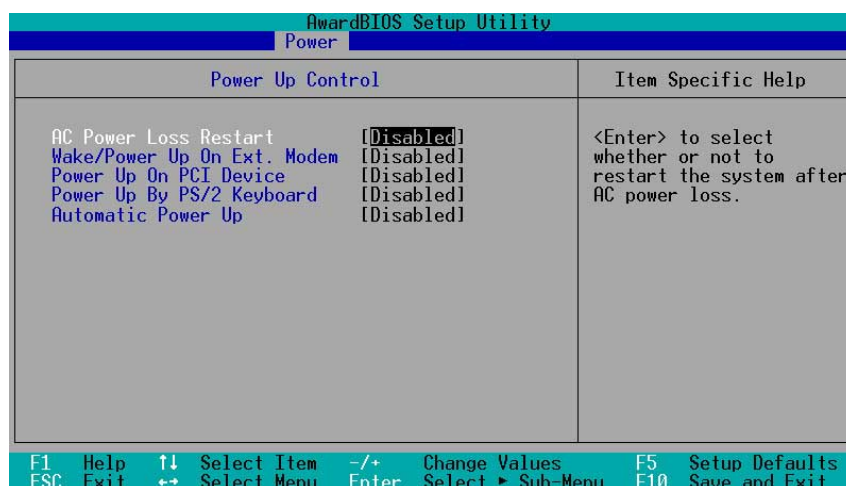 AwardBIOS Setup Utility
Power
Power Up Control
Item Specific Help
AC Power Loss Restart [Disabled]
Wake/Power Up On Ext. Modem [Disabled]
Power Up On PCI Device [Disabled]
Power Up By PS/2 Keyboard [Disabled]
Automatic Power Up [Disabled]
<Enter> to select
whether or not to
restart the system after
AC power loss.
F1 Help ↑↓ Select Item -/+ Change Values F5 Setup Defaults
ESC Exit ←→ Select Menu Enter Select ► Sub-Menu F10 Save and Exit